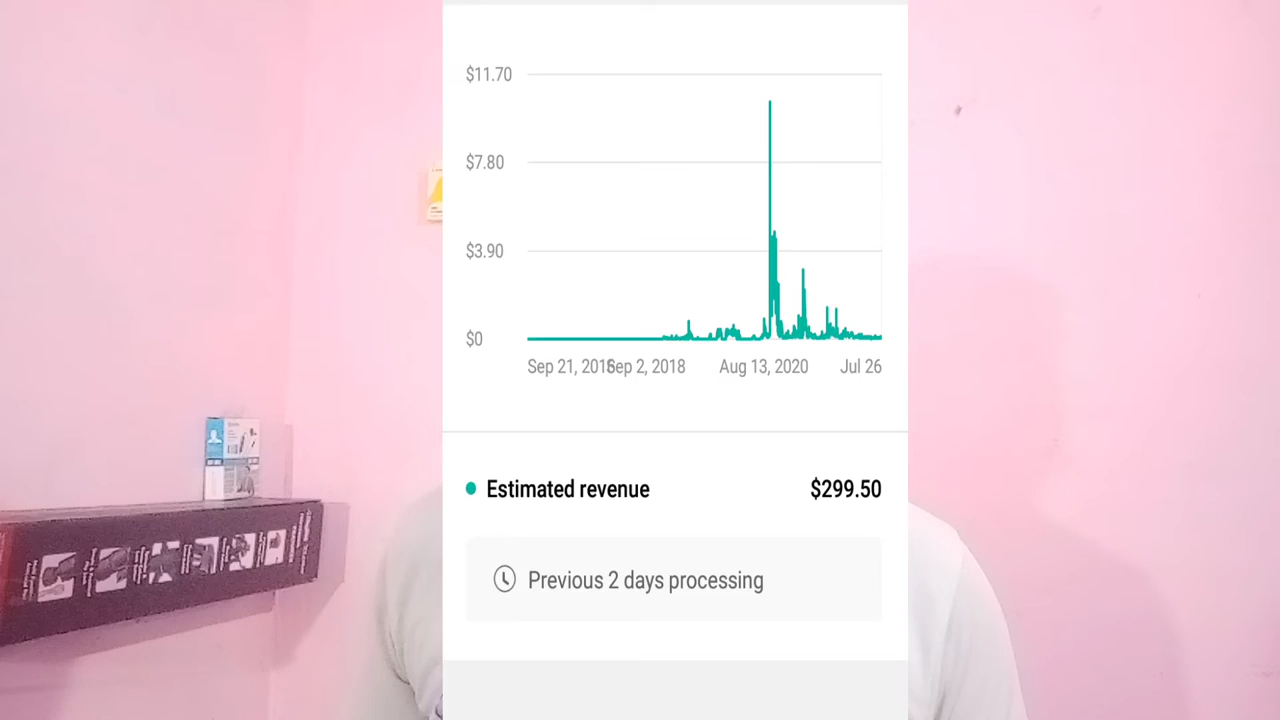 $11.70
$7.80
$3.90
$0
Sep 21, 2016
Sep 2, 2018
Aug 13, 2020
Jul 26
Estimated revenue
$299.50
Previous 2 days processing